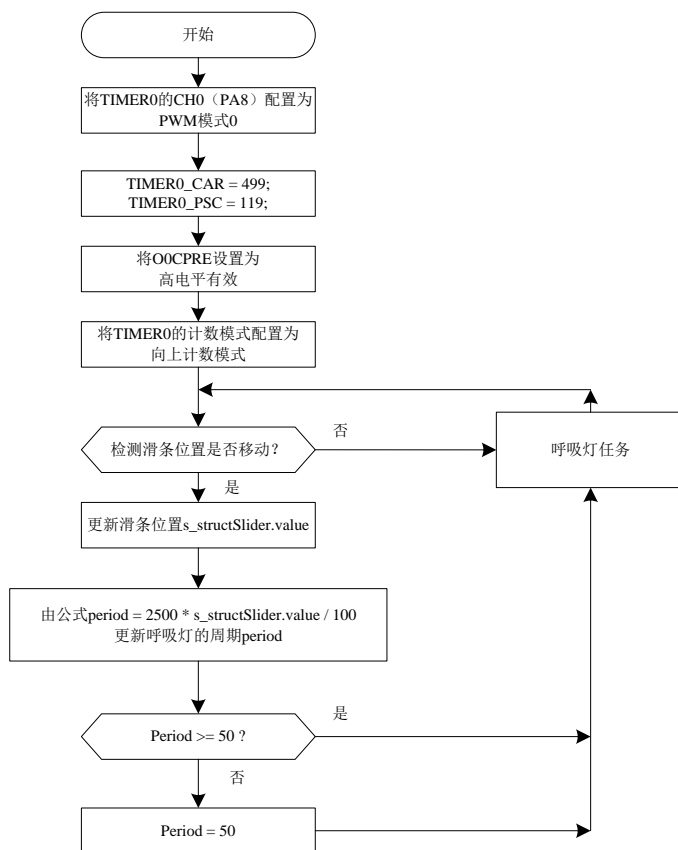 开始
将TIMER0的CH0（PA8）配置为
PWM模式0
TIMER0_CAR = 499;
TIMER0_PSC = 119;
将O0CPRE设置为
高电平有效
将TIMER0的计数模式配置为
向上计数模式
检测滑条位置是否移动？
否
呼吸灯任务
是
更新滑条位置s_structSlider.value
由公式period = 2500 * s_structSlider.value / 100
更新呼吸灯的周期period
是
Period >= 50 ?
否
Period = 50